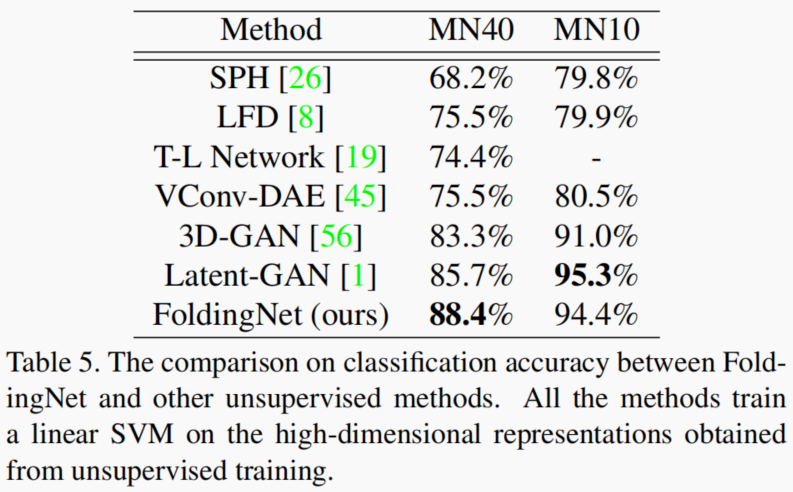 Method MN40 MN10
SPH [26] 68.2% 79.8%
LFD [8] 75.5% 79.9%
T-L Network [19] 74.4% -
VConv-DAE [45] 75.5% 80.5%
3D-GAN [56] 83.3% 91.0%
Latent-GAN [1] 85.7% 95.3%
FoldingNet (ours) 88.4% 94.4%
Table 5. The comparison on classification accuracy between Fold-
ingNet and other unsupervised methods. All the methods train
a linear SVM on the high-dimensional representations obtained
from unsupervised training.